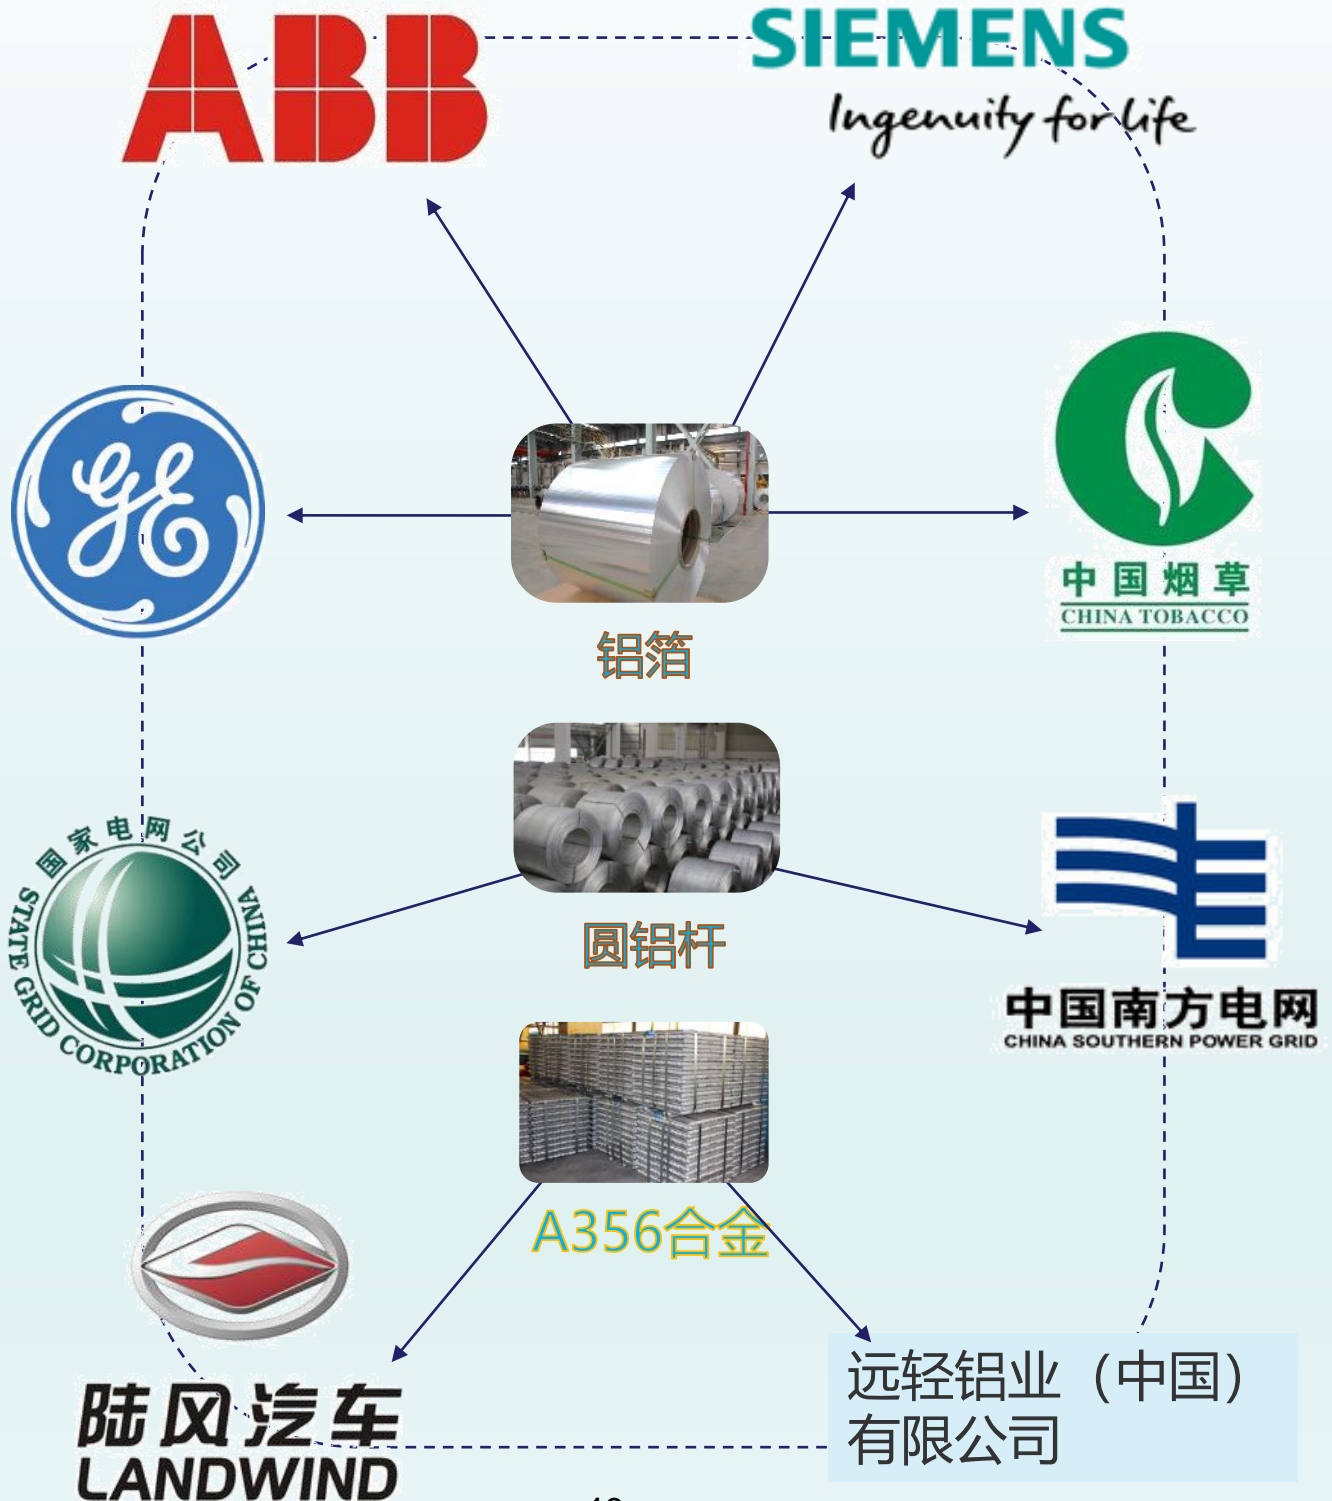 ABB
SIEMENS
Ingenuity for life
GE
中国烟草
CHINA TOBACCO
铝箔
国家电网公司
STATE GRID CORPORATION OF CHINA
圆铝杆
中国南方电网
CHINA SOUTHERN POWER GRID
A356合金
陆风汽车
LANDWIND
远轻铝业（中国）
有限公司